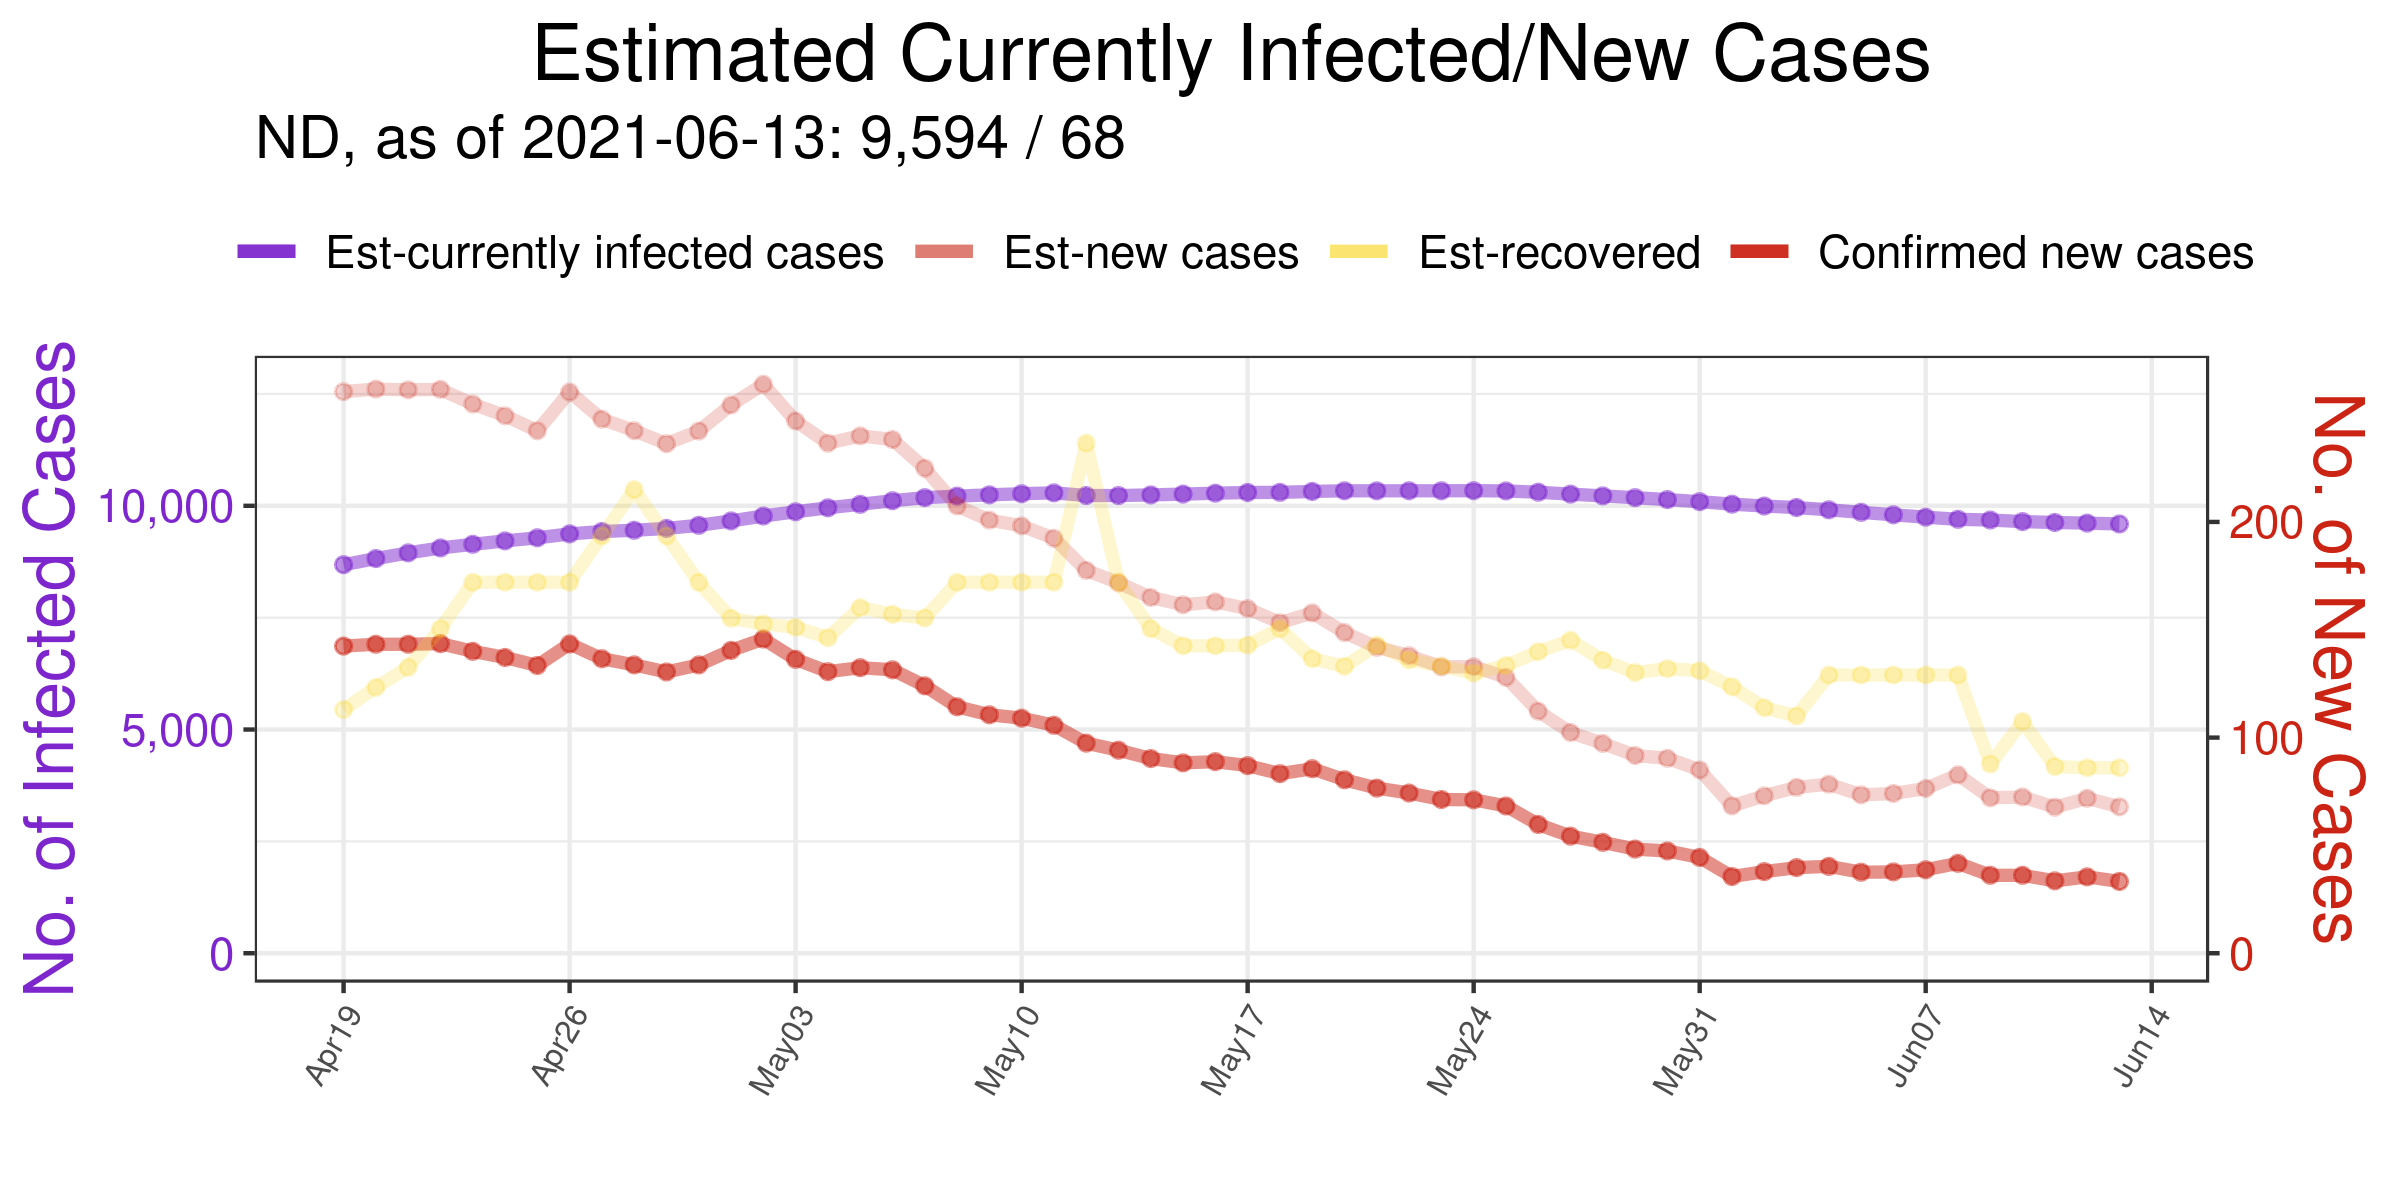 Estimated Currently Infected/New Cases
ND, as of 2021-06-13: 9,594 / 68
Est-currently infected cases Est-new cases Est-recovered Confirmed new cases
No. of Infected Cases
10,000
5,000
0
200
100
0
No. of New Cases
Apr19 Apr26 May03 May10 May17 May24 May31 Jun07 Jun14